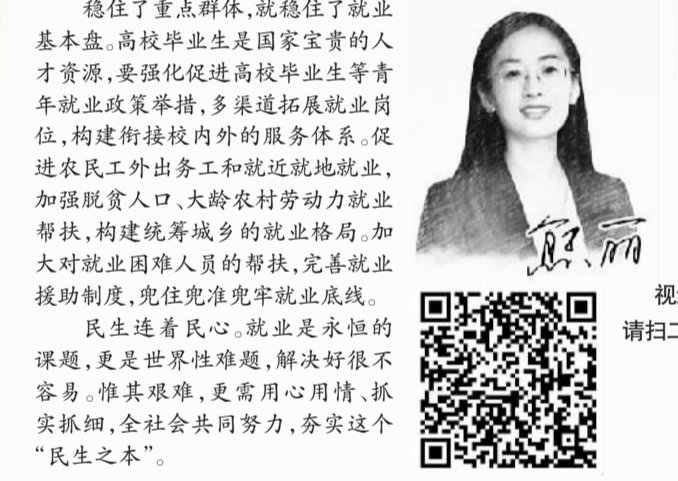 稳住了重点群体,就稳住了就业
基本盘。高校毕业生是国家宝贵的人
才资源,要强化促进高校毕业生等青
年就业政策举措,多渠道拓展就业岗
位,构建衔接校内外的服务体系。促
进农民工外出务工和就近就地就业,
加强脱贫人口、大龄农村劳动力就业
帮扶,构建统筹城乡的就业格局。加
大对就业困难人员的帮扶,完善就业
援助制度,兜住兜准兜牢就业底线。
民生连着民心。就业是永恒的
课题,更是世界性难题,解决好很不
容易。惟其艰难,更需用心用情、抓
实抓细,全社会共同努力,夯实这个
“民生之本”。
视
请扫二